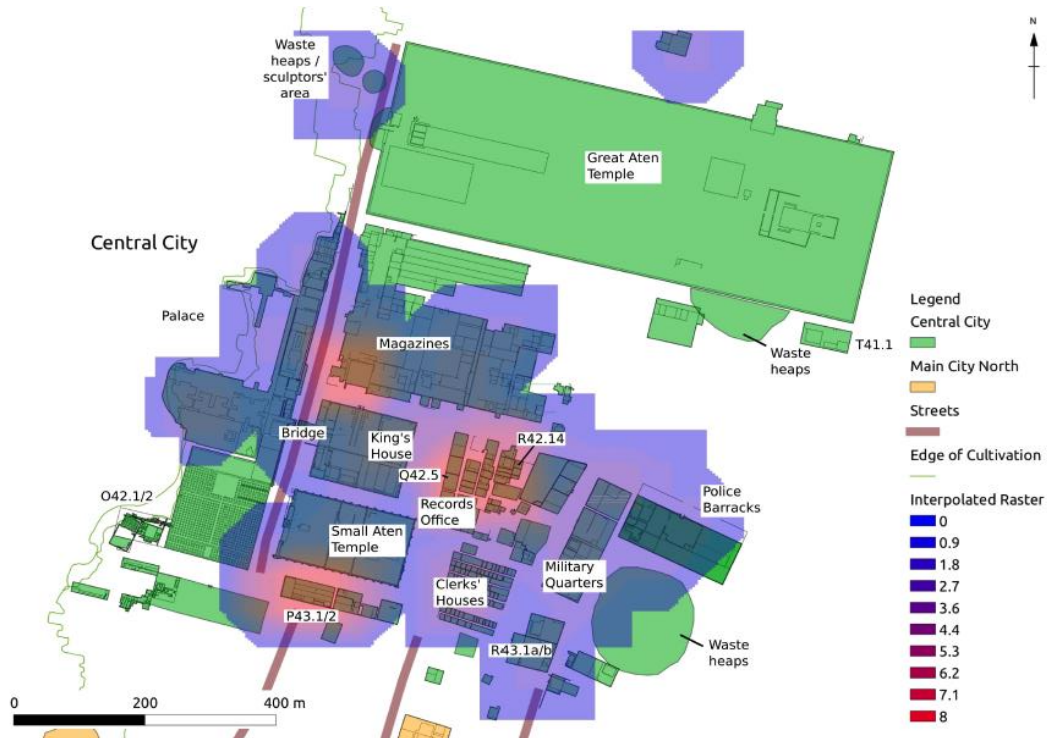 Waste
heaps /
sculptors'
area
N
Great Aten
Temple
Central City
Palace
Magazines
Waste
heaps
T41.1
Bridge
King's
House
R42.14
Q42.5
Records
Office
O42.1/2
Small Aten
Temple
Police
Barracks
Military
Quarters
Clerks'
Houses
P43.1/2
R43.1a/b
Waste
heaps
0 200 400 m
Legend
Central City
Main City North
Streets
Edge of Cultivation
Interpolated Raster
0
0.9
1.8
2.7
3.6
4.4
5.3
6.2
7.1
8